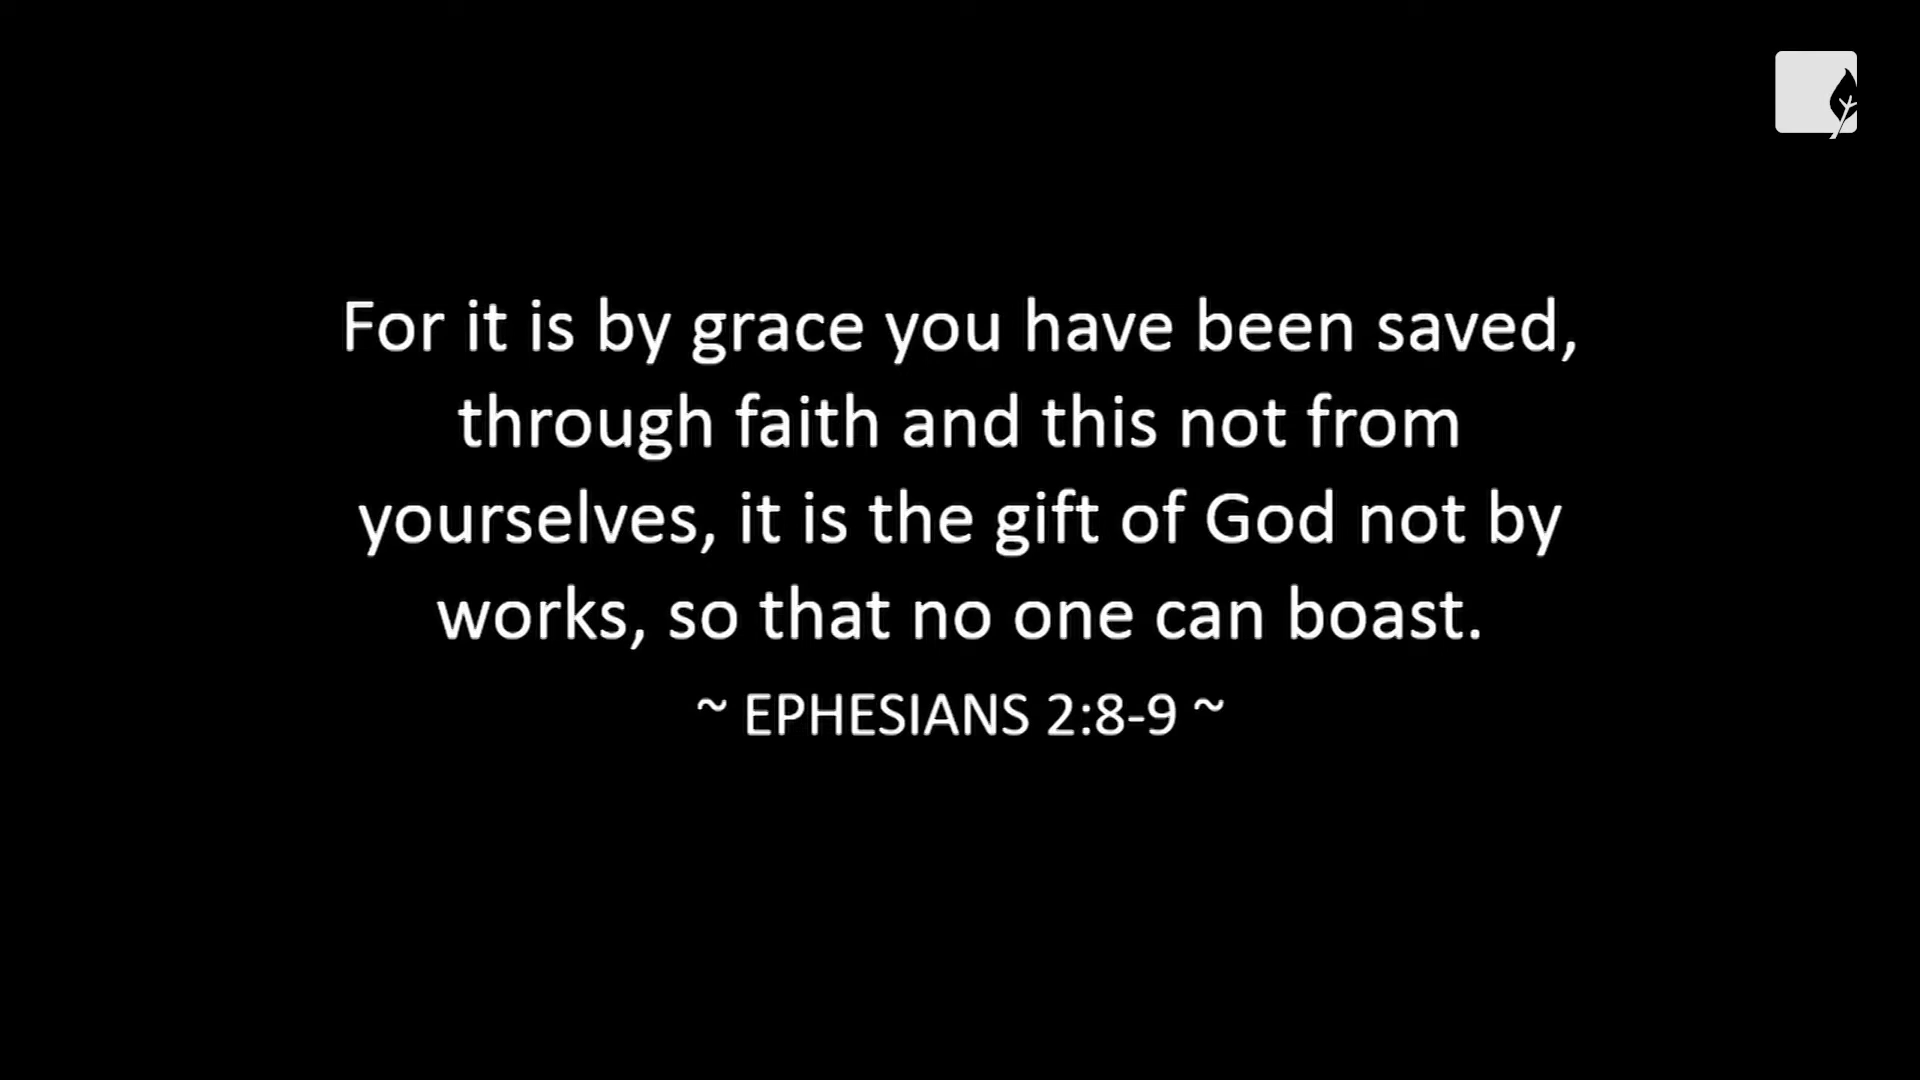 For it is by grace you have been saved,
through faith and this not from
yourselves, it is the gift of God not by
works, so that no one can boast.
~ EPHESIANS 2:8-9 ~